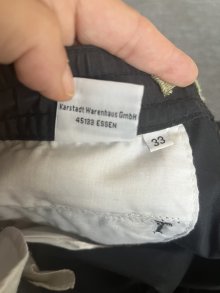 Karstadt Warenhaus GmbH
45133 ESSEN
33